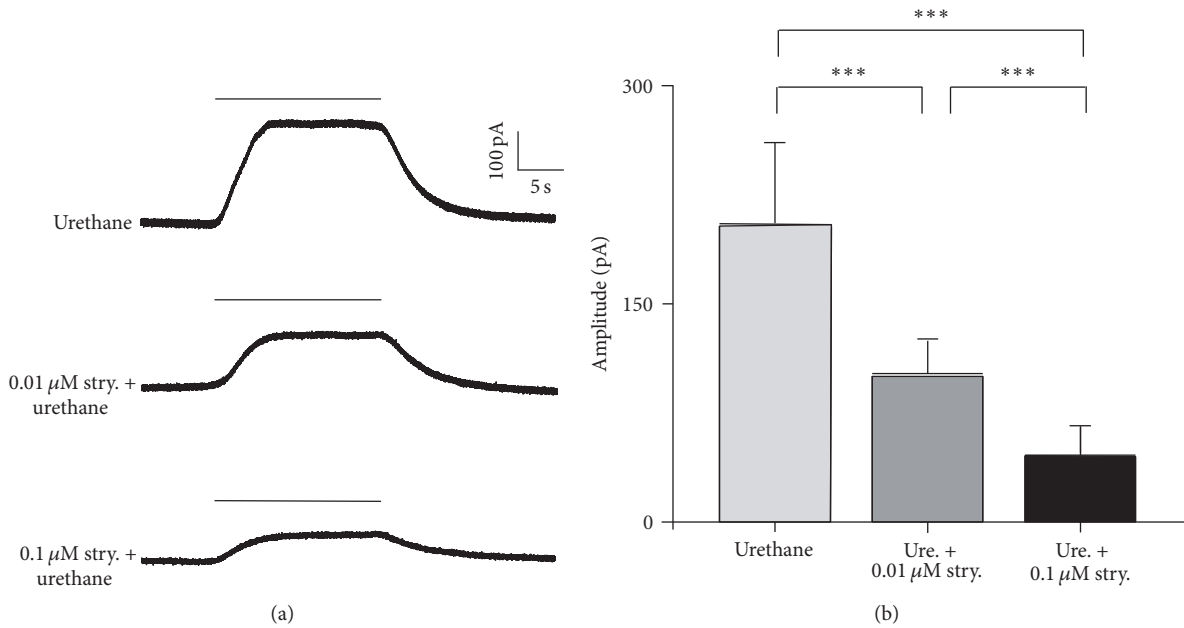 Urethane
100 pA
5 s
0.01 μM stry. +
urethane
0.1 μM stry. +
urethane
(a)
***
***
***
300
150
0
Amplitude (pA)
Urethane
Ure. +
0.01 μM stry.
Ure. +
0.1 μM stry.
(b)